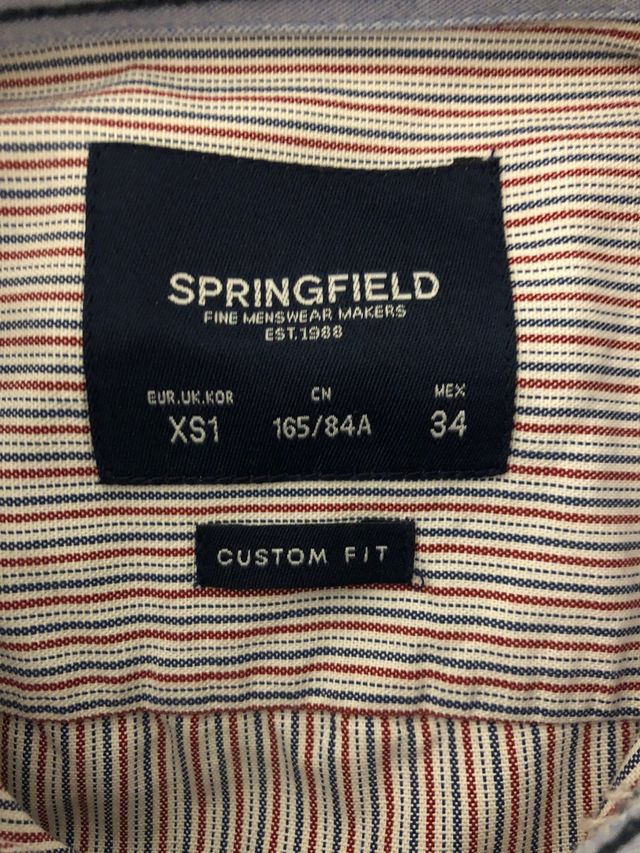 SPRINGFIELD
FINE MENSWEAR MAKERS
EST.1988
EUR.UK.KOR CN MEX
XS1 165/84A 34
CUSTOM FIT